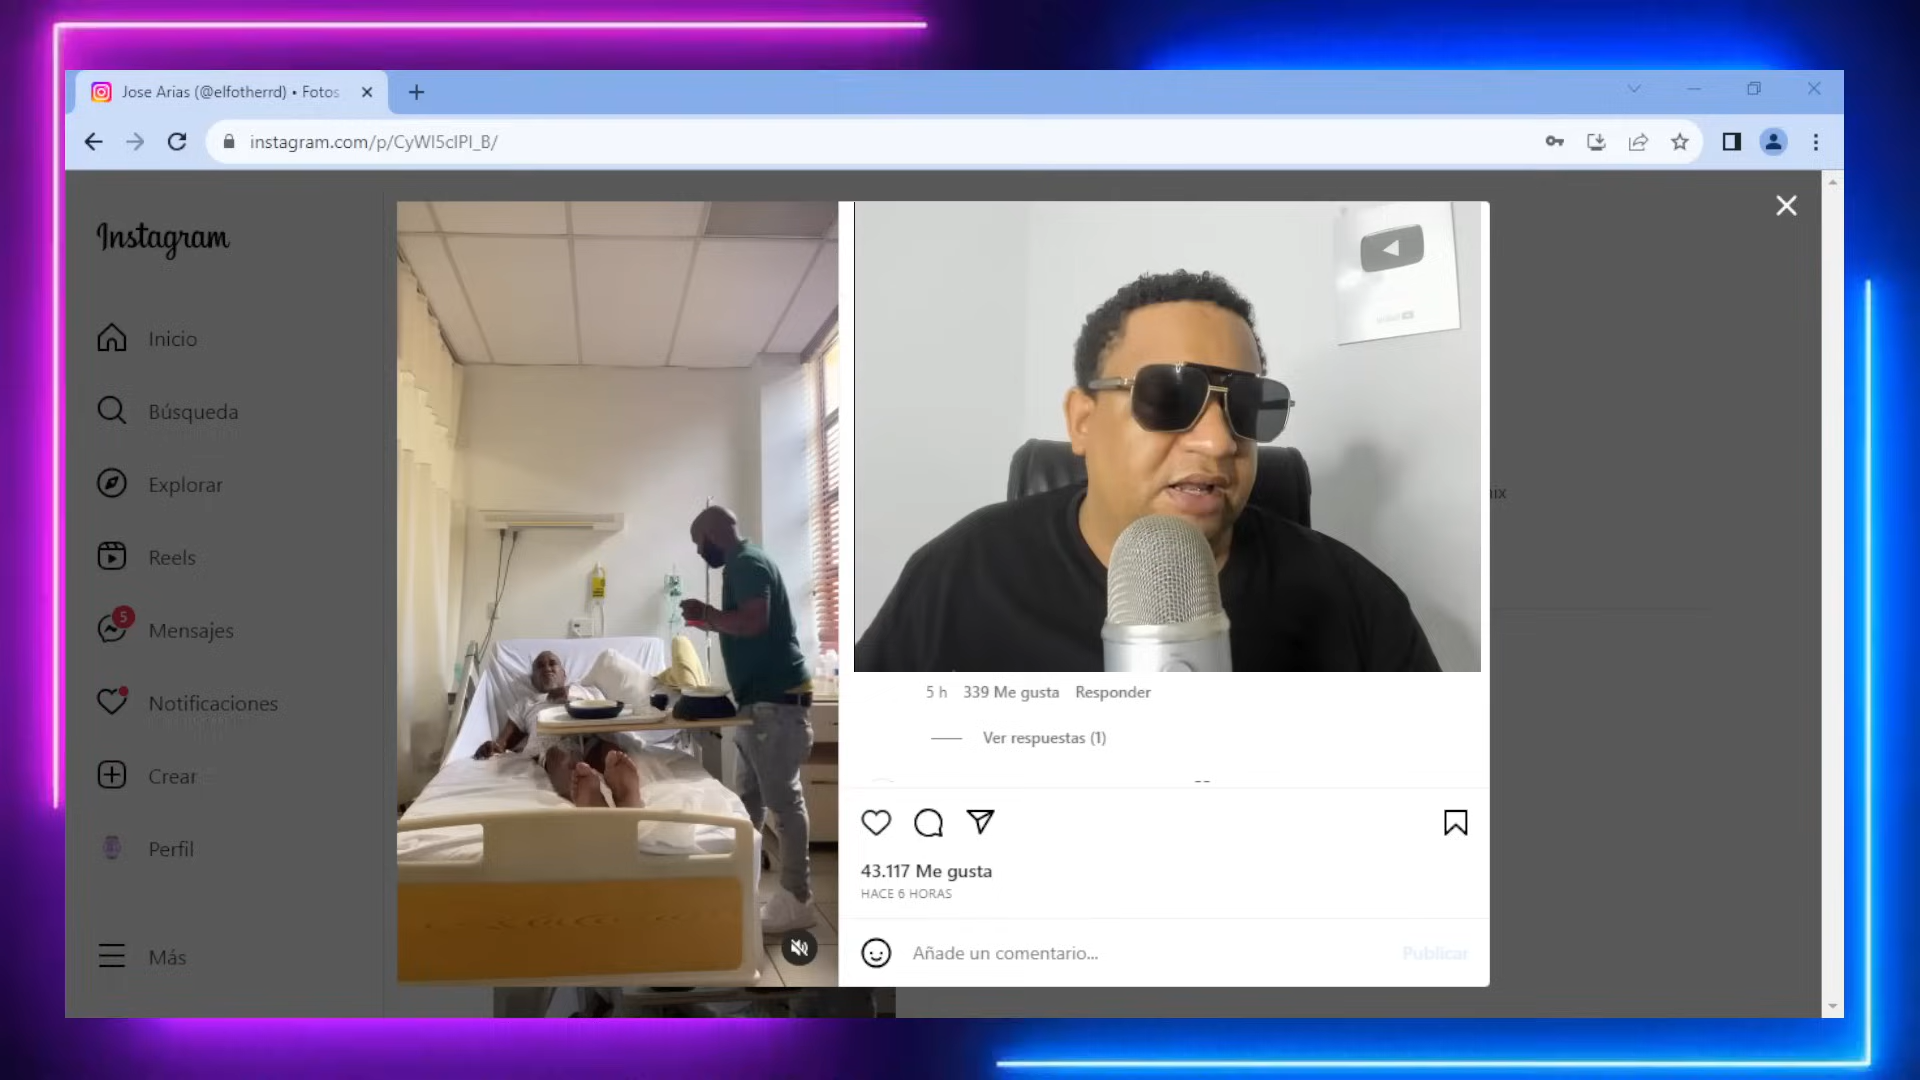 Jose Arias (@elfotherrd) • Fotos
instagram.com/p/CyWI5cIPI_B/
Instagram
Inicio
Búsqueda
Explorar
Reels
5
Mensajes
Notificaciones
Crear
Perfil
Más
5 h 339 Me gusta Responder
Ver respuestas (1)
43.117 Me gusta
HACE 6 HORAS
Añade un comentario...
Publicar